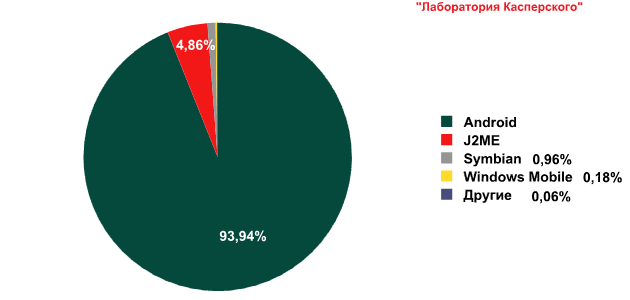 "Лаборатория Касперского"
4,86%
93,94%
Android
J2ME
Symbian 0,96%
Windows Mobile 0,18%
Другие 0,06%